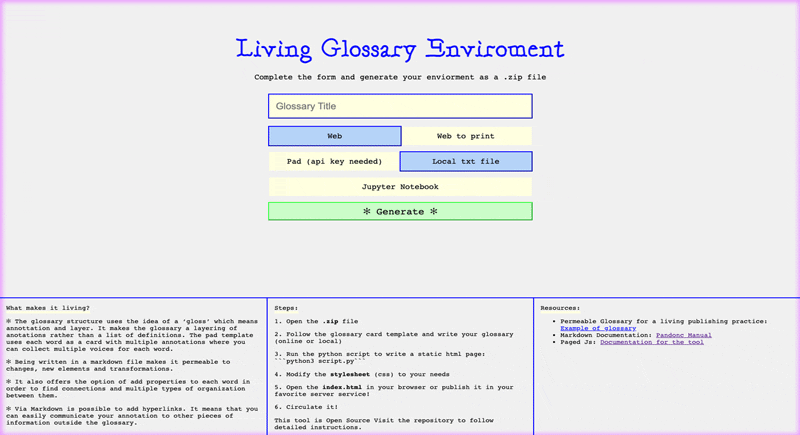 Living Glossary Enviroment
Complete the form and generate your enviorment as a .zip file
Glossary Title
Web
Web to print
Pad (api key needed)
Local txt file
Jupyter Notebook
✻ Generate ✻
What makes it living?
✻ The glossary structure uses the idea of a ‘gloss’ which means
annottation and layer. It makes the glossary a layering of
anotations rather than a list of definitions. The pad template
uses each word as a card with multiple annotations where you
can collect multiple voices for each word.
✻ Being written in a markdown file makes it permeable to
changes, new elements and transformations.
✻ It also offers the option of add properties to each word in
order to find connections and multiple types of organization
between them.
✻ Via Markdown is possible to add hyperlinks. It means that you
can easily communicate your annotation to other pieces of
information outside the glossary.
Steps:
1. Open the .zip file
2. Follow the glossary card template and write your glossary
(online or local)
3. Run the python script to write a static html page:
```python3 script.py```
4. Modify the stylesheet (css) to your needs
5. Open the index.html in your browser or publish it in your
favorite server service!
6. Circulate it!
This tool is Open Source Visit the repository to follow
detailed instructions.
Resources:
• Permeable Glossary for a living publishing practice:
Example of glossary
• Markdown Documentation: Pandonc Manual
• Paged Js: Documentation for the tool